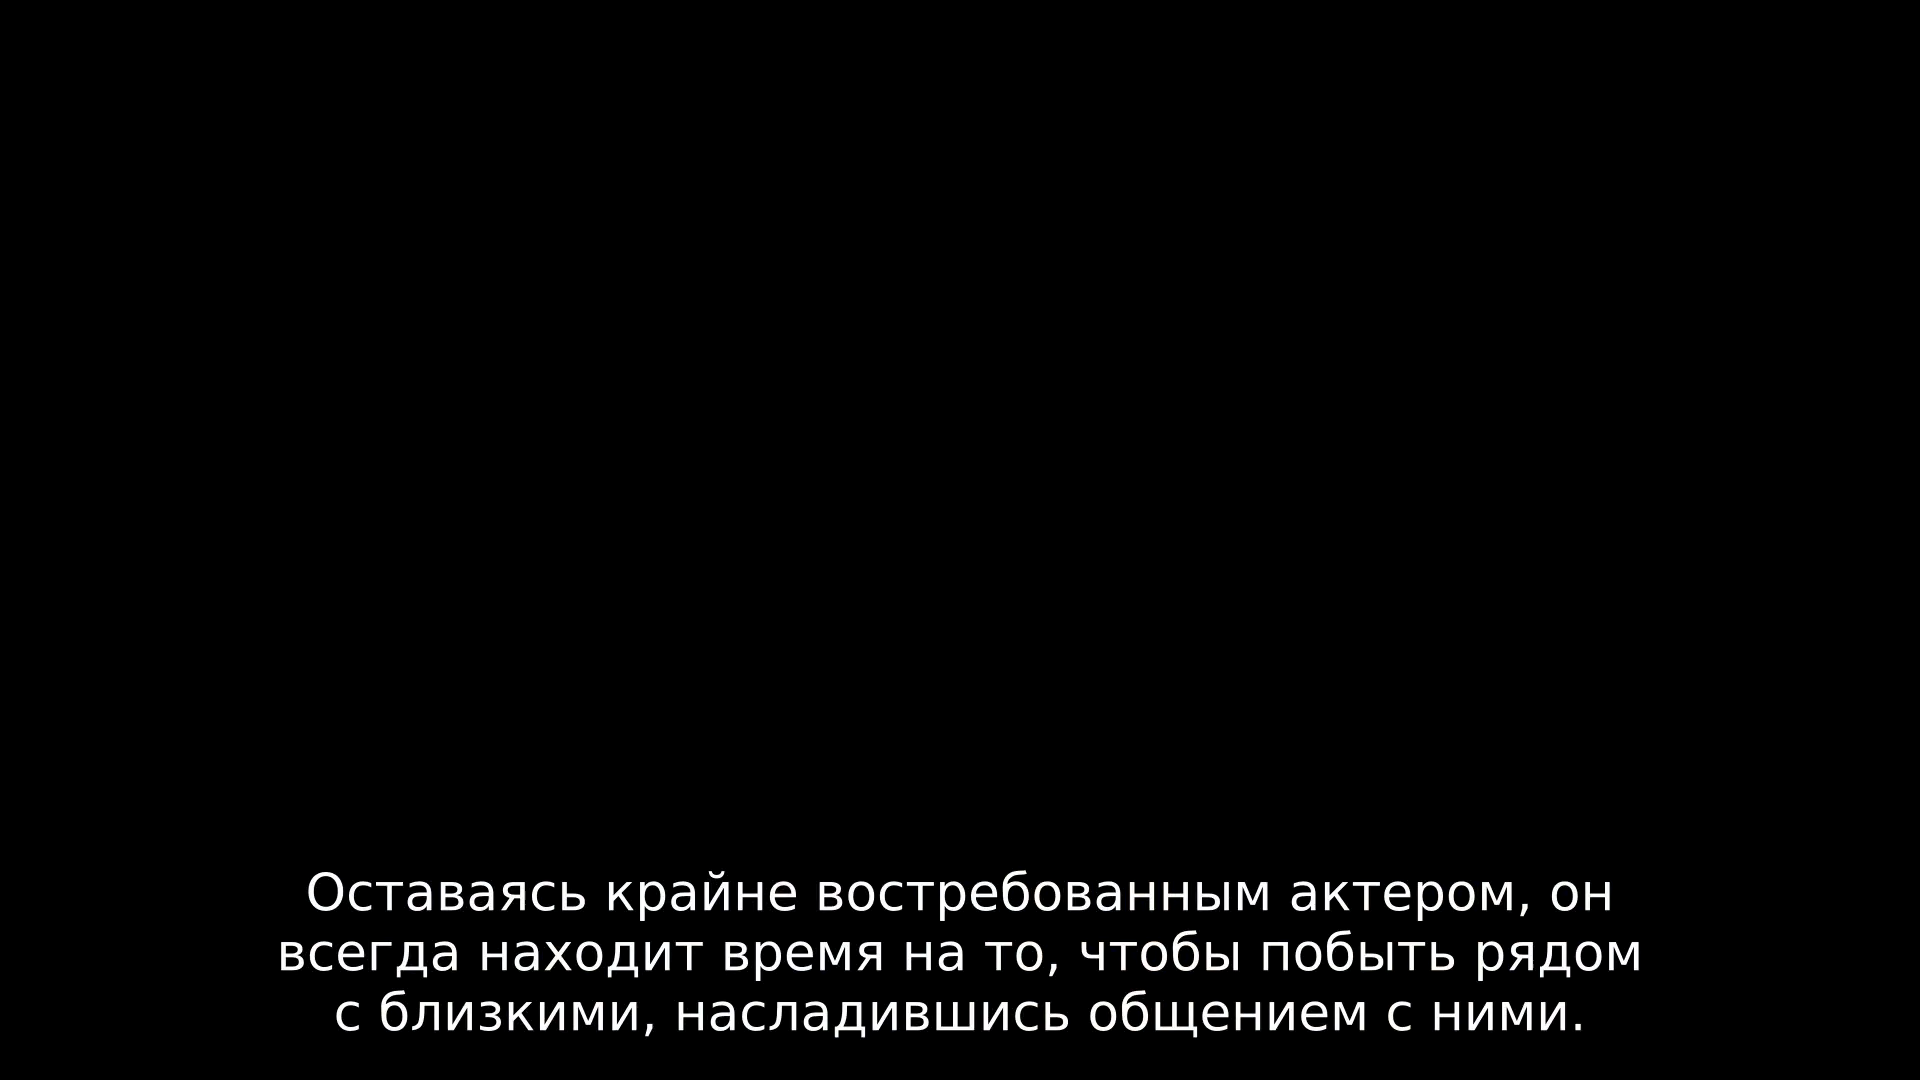 Оставаясь крайне востребованным актером, он
всегда находит время на то, чтобы побыть рядом
с близкими, насладившись общением с ними.